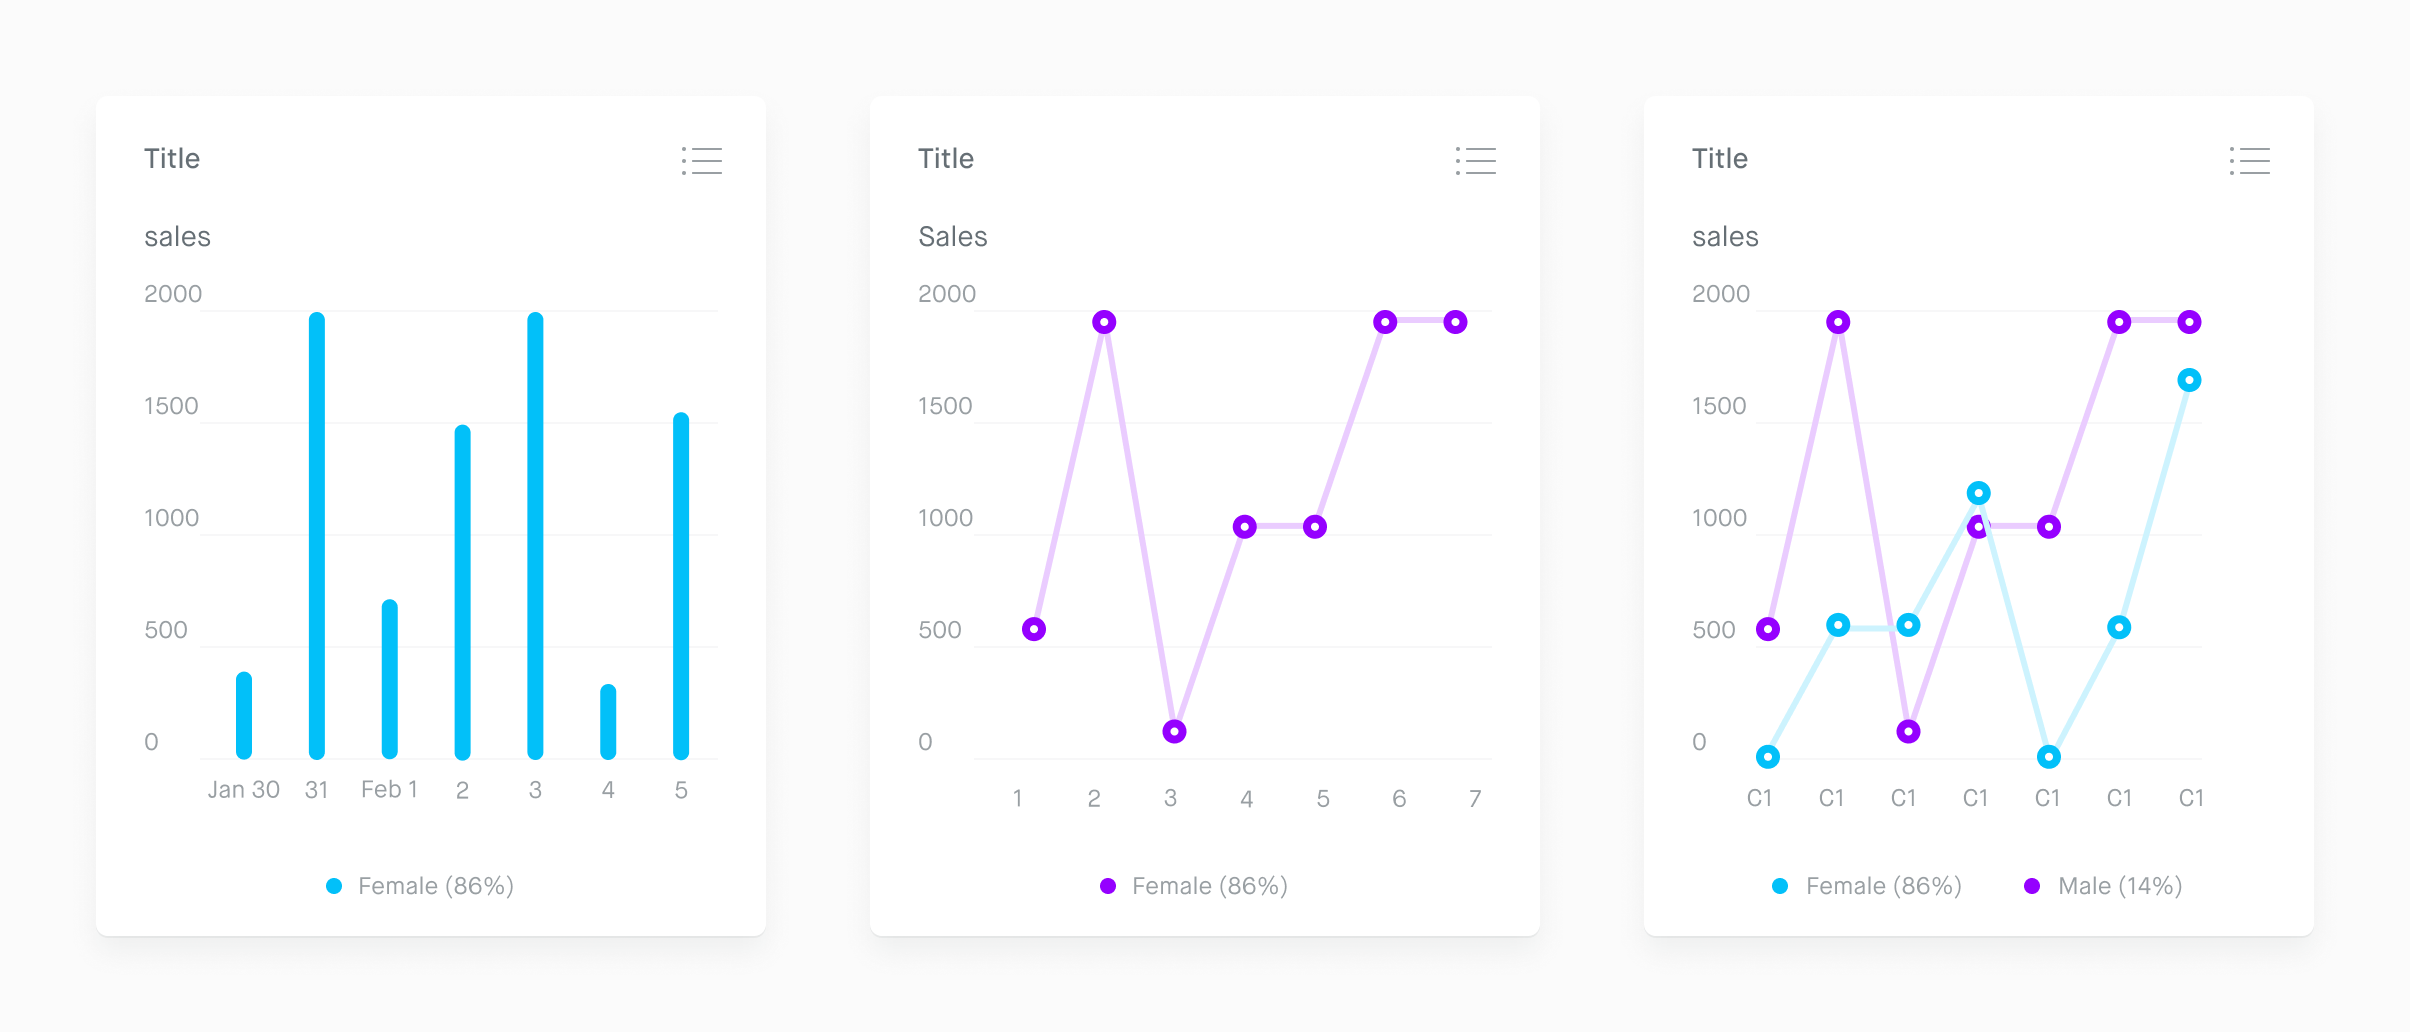 Title
sales
2000
1500
1000
500
0
Jan 30 31 Feb 1 2 3 4 5
Female (86%)
Title
Sales
2000
1500
1000
500
0
1 2 3 4 5 6 7
Female (86%)
Title
sales
2000
1500
1000
500
0
C1 C1 C1 C1 C1 C1 C1
Female (86%) Male (14%)